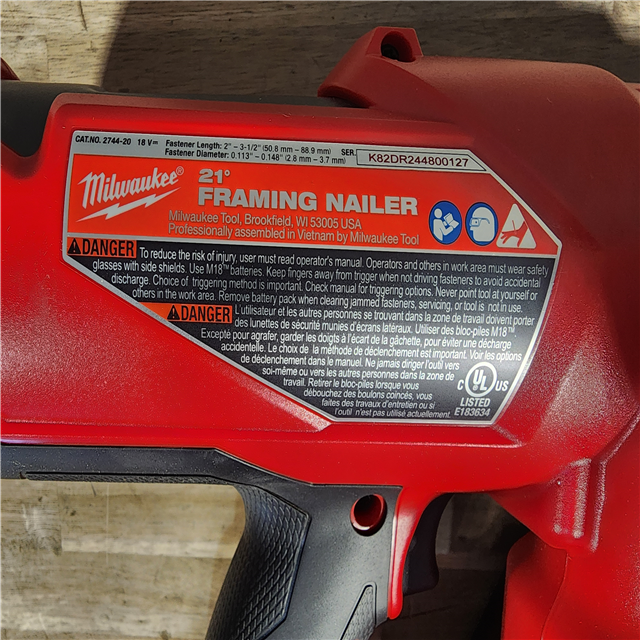 CAT.NO. 2744-20 18 V⎓ Fastener Length: 2" - 3-1/2" (50.8 mm - 88.9 mm) SER. K82DR244800127
Fastener Diameter: 0.113" - 0.148" (2.8 mm - 3.7 mm)
Milwaukee®
21°
FRAMING NAILER
Milwaukee Tool, Brookfield, WI 53005 USA
Professionally assembled in Vietnam by Milwaukee Tool
DANGER To reduce the risk of injury, user must read operator's manual. Operators and others in work area must wear safety
glasses with side shields. Use M18™ batteries. Keep fingers away from trigger when not driving fasteners to avoid accidental
discharge. Choice of triggering method is important. Check manual for triggering options. Never point tool at yourself or
others in the work area. Remove battery pack when clearing jammed fasteners, servicing, or tool is not in use.
DANGER L'utilisateur et les autres personnes se trouvant dans la zone de travail doivent porter
des lunettes de sécurité munies d'écrans latéraux. Utiliser des bloc-piles M18™.
Excepté pour agrafer, garder les doigts à l'écart de la gâchette, pour éviter une décharge
accidentelle. Le choix de la méthode de déclenchement est important. Voir les options
de déclenchement dans le manuel. Ne jamais diriger l'outil vers
soi-même ou vers les autres personnes dans la zone de
travail. Retirer le bloc-piles lorsque vous
débouchez des boulons coincés, vous
faites des travaux d'entretien ou si
l'outil n'est pas utilisé actuellement.
C UL US
LISTED
E183634